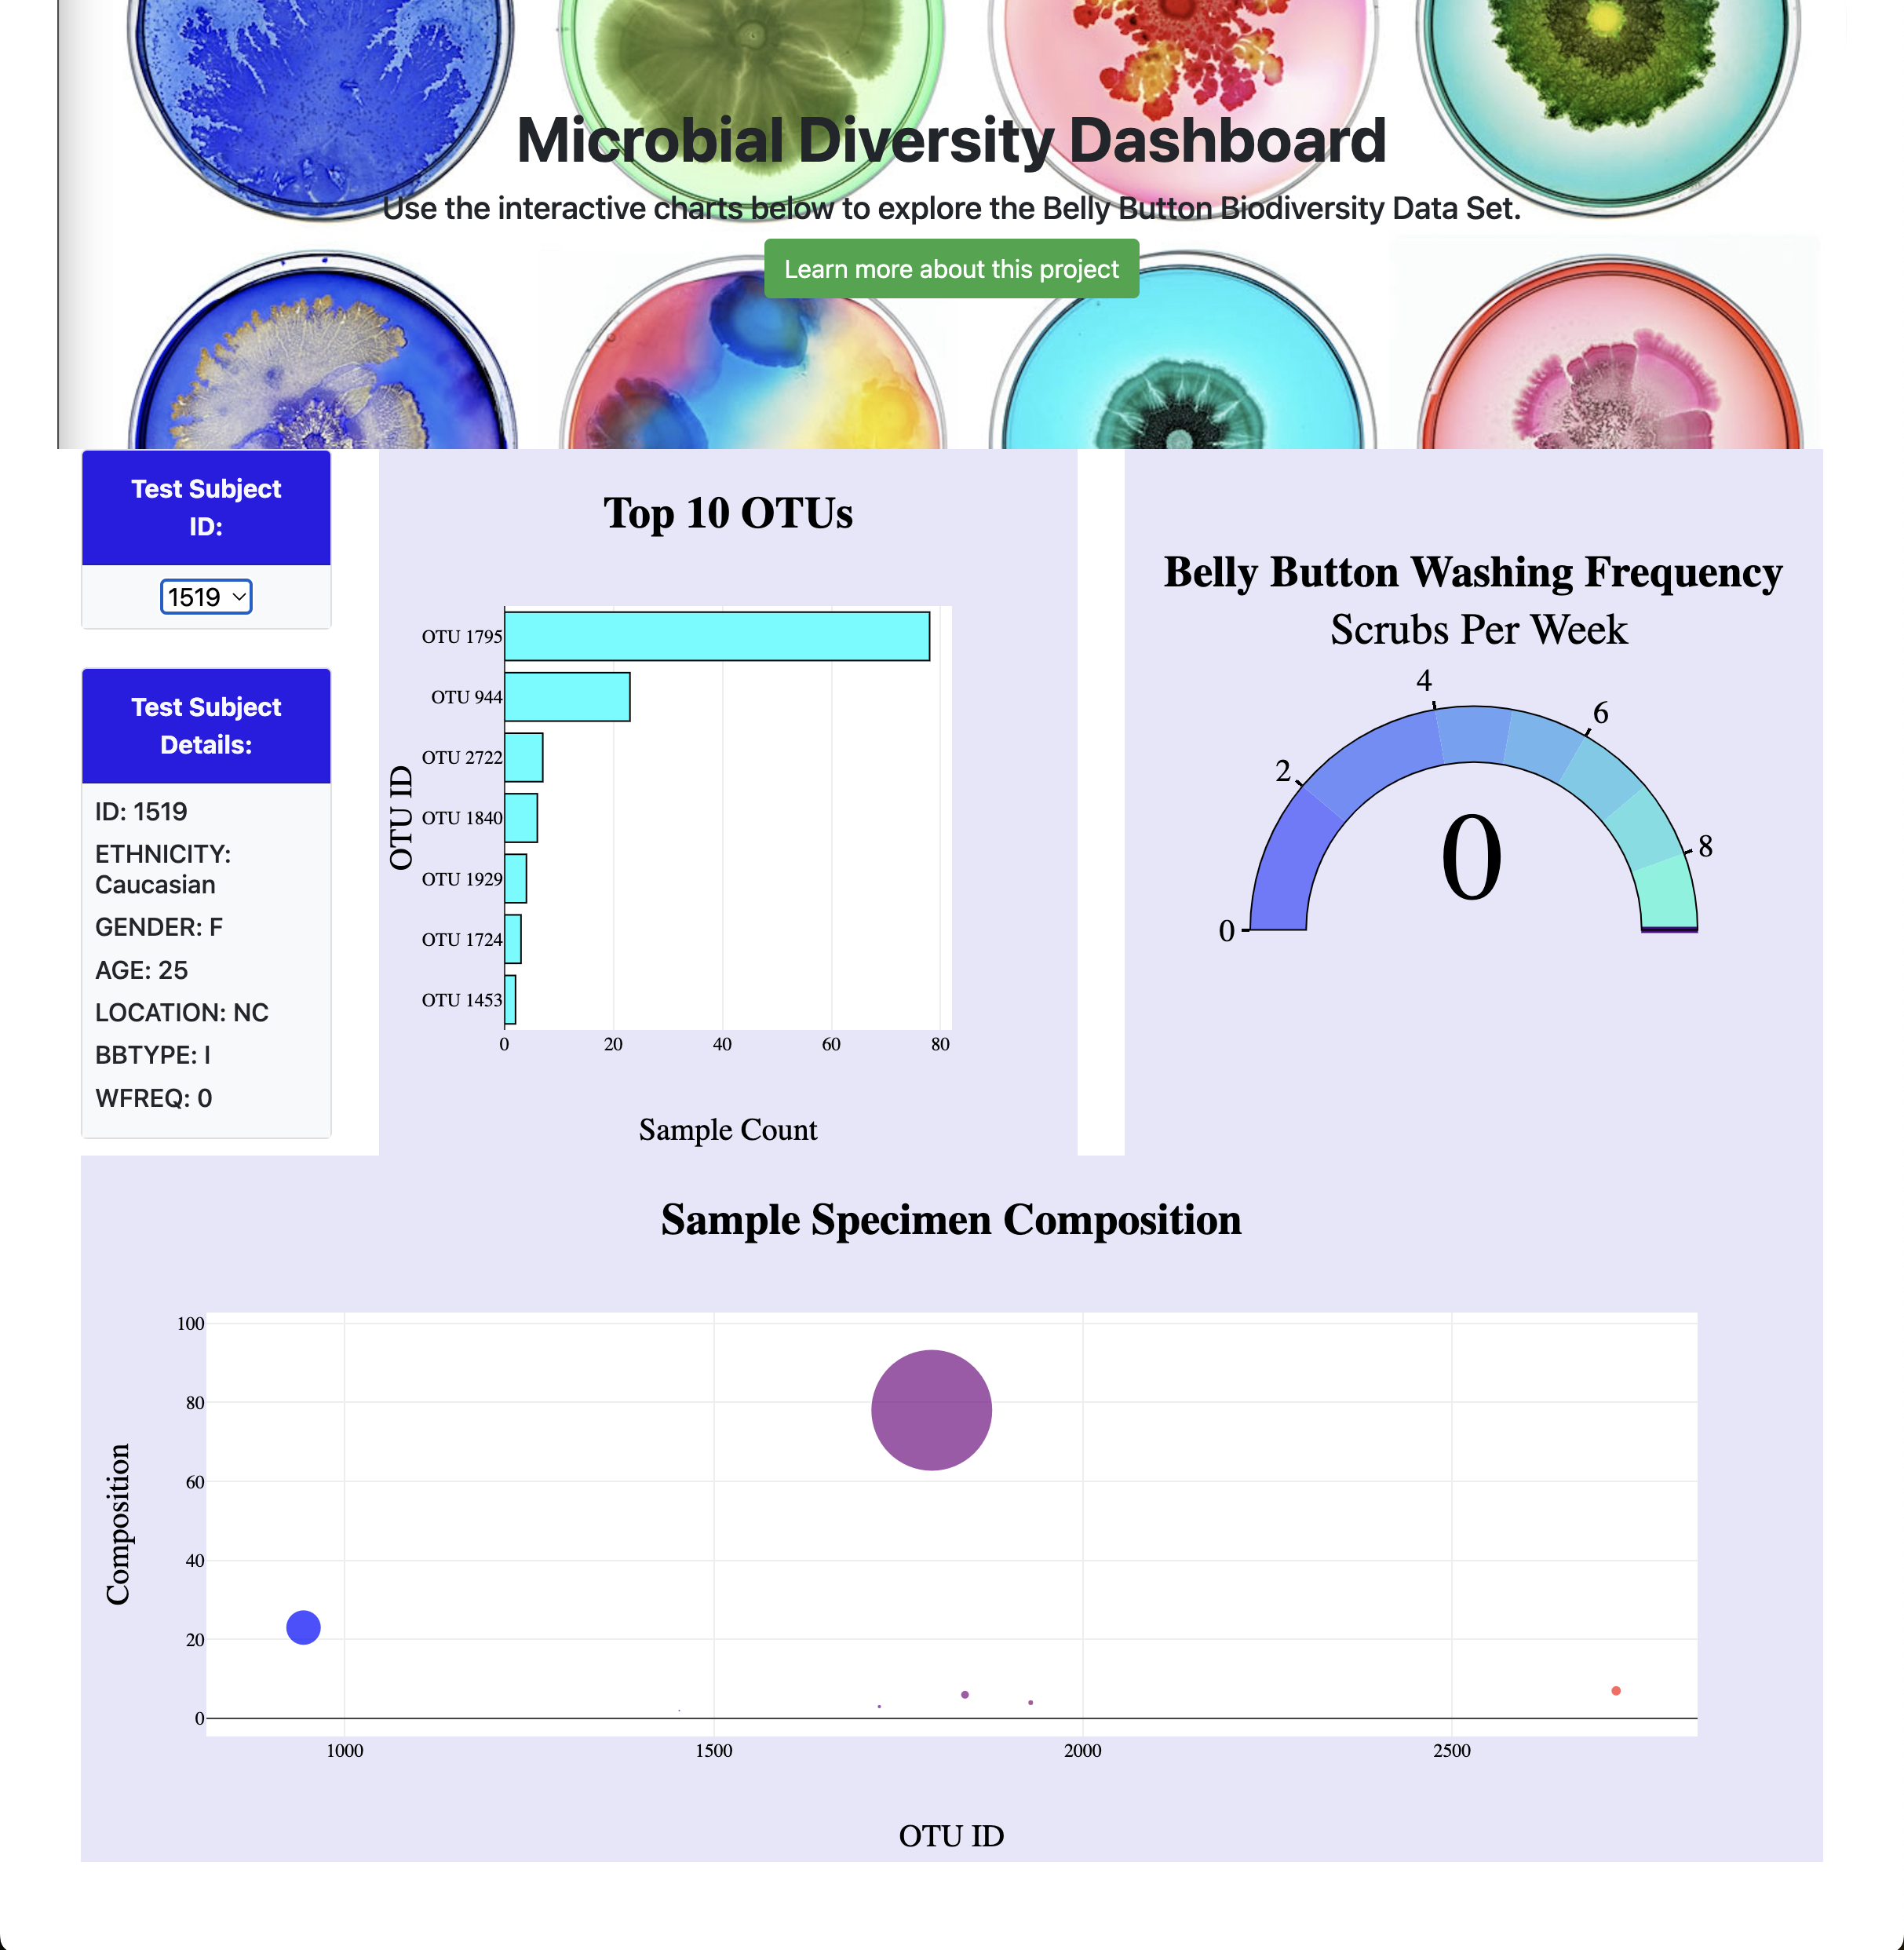 Microbial Diversity Dashboard
Use the interactive charts below to explore the Belly Button Biodiversity Data Set.
Learn more about this project
Test Subject
ID:
1519
Test Subject
Details:
ID: 1519
ETHNICITY:
Caucasian
GENDER: F
AGE: 25
LOCATION: NC
BBTYPE: I
WFREQ: 0
Top 10 OTUs
OTU ID
OTU 1795
OTU 944
OTU 2722
OTU 1840
OTU 1929
OTU 1724
OTU 1453
0 20 40 60 80
Sample Count
Belly Button Washing Frequency
Scrubs Per Week
0
2
4
6
8
0
Sample Specimen Composition
Composition
100
80
60
40
20
0
1000 1500 2000 2500
OTU ID